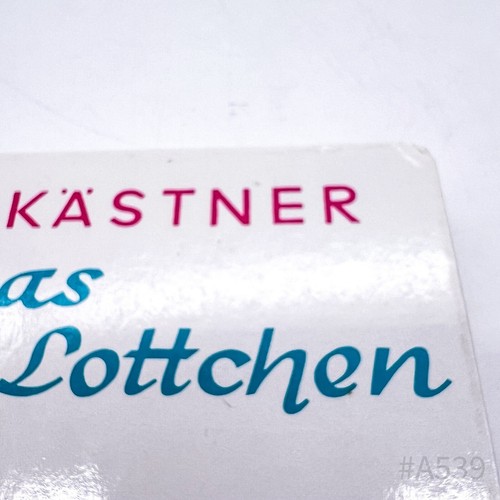 KÄSTNER
as
Lottchen
#A539